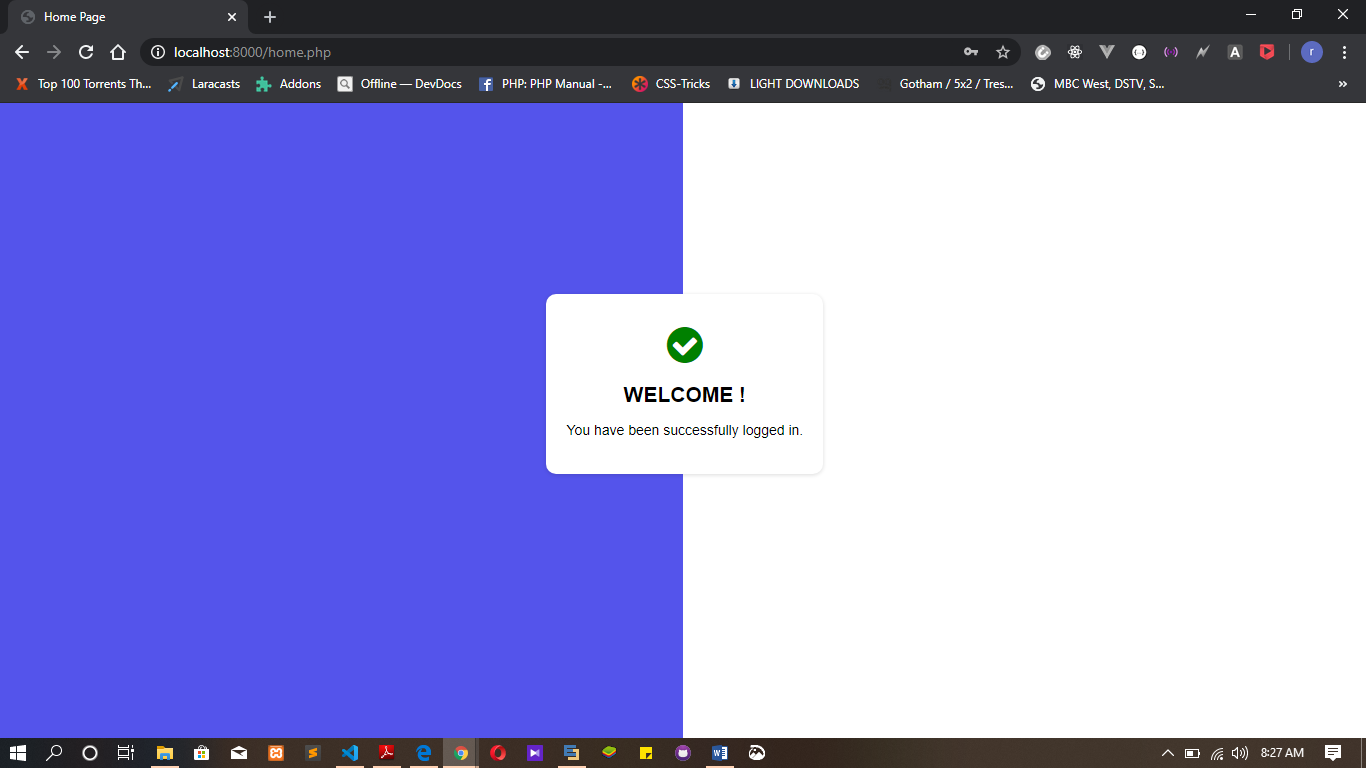 Home Page
localhost:8000/home.php
r
A
X Top 100 Torrents Th... Laracasts Addons Offline — DevDocs PHP: PHP Manual -... CSS-Tricks LIGHT DOWNLOADS Gotham / 5x2 / Tres... MBC West, DSTV, S... »
WELCOME !
You have been successfully logged in.
8:27 AM